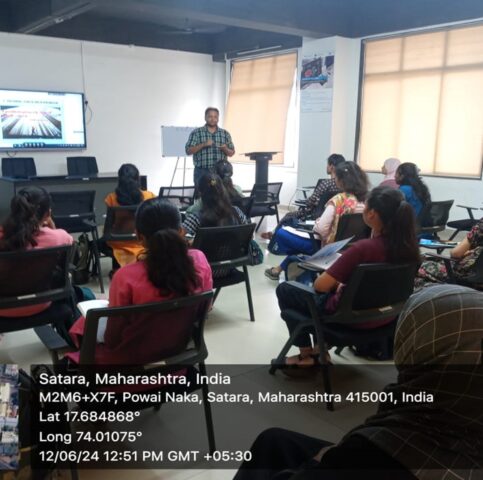 Satara, Maharashtra, India
M2M6+X7F, Powai Naka, Satara, Maharashtra 415001, India
Lat 17.684868°
Long 74.01075°
12/06/24 12:51 PM GMT +05:30